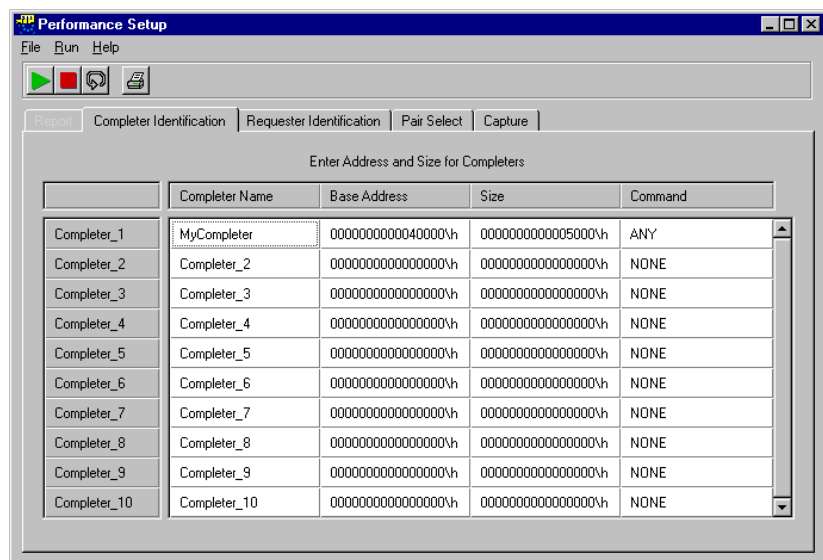 Performance Setup
File Run Help
Report Completer Identification Requester Identification Pair Select Capture
Enter Address and Size for Completers
Completer Name Base Address Size Command
Completer_1 MyCompleter 0000000000040000\h 0000000000005000\h ANY
Completer_2 Completer_2 0000000000000000\h 0000000000000000\h NONE
Completer_3 Completer_3 0000000000000000\h 0000000000000000\h NONE
Completer_4 Completer_4 0000000000000000\h 0000000000000000\h NONE
Completer_5 Completer_5 0000000000000000\h 0000000000000000\h NONE
Completer_6 Completer_6 0000000000000000\h 0000000000000000\h NONE
Completer_7 Completer_7 0000000000000000\h 0000000000000000\h NONE
Completer_8 Completer_8 0000000000000000\h 0000000000000000\h NONE
Completer_9 Completer_9 0000000000000000\h 0000000000000000\h NONE
Completer_10 Completer_10 0000000000000000\h 0000000000000000\h NONE